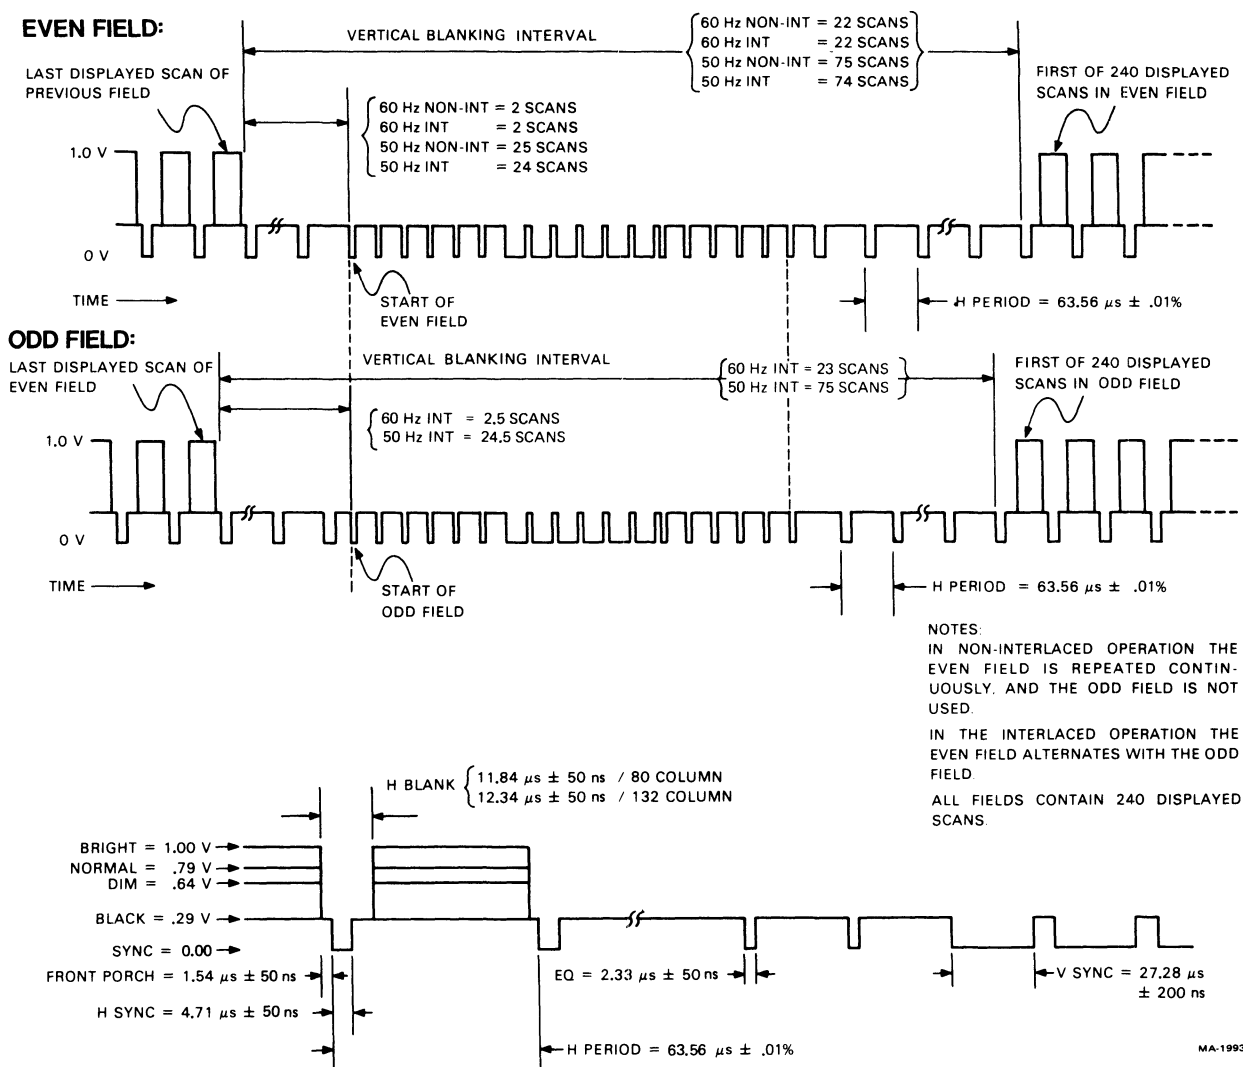 EVEN FIELD:
VERTICAL BLANKING INTERVAL
60 Hz NON-INT = 22 SCANS
60 Hz INT = 22 SCANS
50 Hz NON-INT = 75 SCANS
50 Hz INT = 74 SCANS
LAST DISPLAYED SCAN OF
PREVIOUS FIELD
FIRST OF 240 DISPLAYED
SCANS IN EVEN FIELD
60 Hz NON-INT = 2 SCANS
60 Hz INT = 2 SCANS
50 Hz NON-INT = 25 SCANS
50 Hz INT = 24 SCANS
1.0 V
0 V
TIME
START OF
EVEN FIELD
H PERIOD = 63.56 µs ± .01%
ODD FIELD:
LAST DISPLAYED SCAN OF
EVEN FIELD
VERTICAL BLANKING INTERVAL
60 Hz INT = 23 SCANS
50 Hz INT = 75 SCANS
FIRST OF 240 DISPLAYED
SCANS IN ODD FIELD
60 Hz INT = 2.5 SCANS
50 Hz INT = 24.5 SCANS
1.0 V
0 V
TIME
START OF
ODD FIELD
H PERIOD = 63.56 µs ± .01%
NOTES:
IN NON-INTERLACED OPERATION THE
EVEN FIELD IS REPEATED CONTIN-
UOUSLY, AND THE ODD FIELD IS NOT
USED.
IN THE INTERLACED OPERATION THE
EVEN FIELD ALTERNATES WITH THE ODD
FIELD.
ALL FIELDS CONTAIN 240 DISPLAYED
SCANS.
H BLANK
11.84 µs ± 50 ns / 80 COLUMN
12.34 µs ± 50 ns / 132 COLUMN
BRIGHT = 1.00 V
NORMAL = .79 V
DIM = .64 V
BLACK = .29 V
SYNC = 0.00
FRONT PORCH = 1.54 µs ± 50 ns
EQ = 2.33 µs ± 50 ns
V SYNC = 27.28 µs
± 200 ns
H SYNC = 4.71 µs ± 50 ns
H PERIOD = 63.56 µs ± .01%
MA-1993